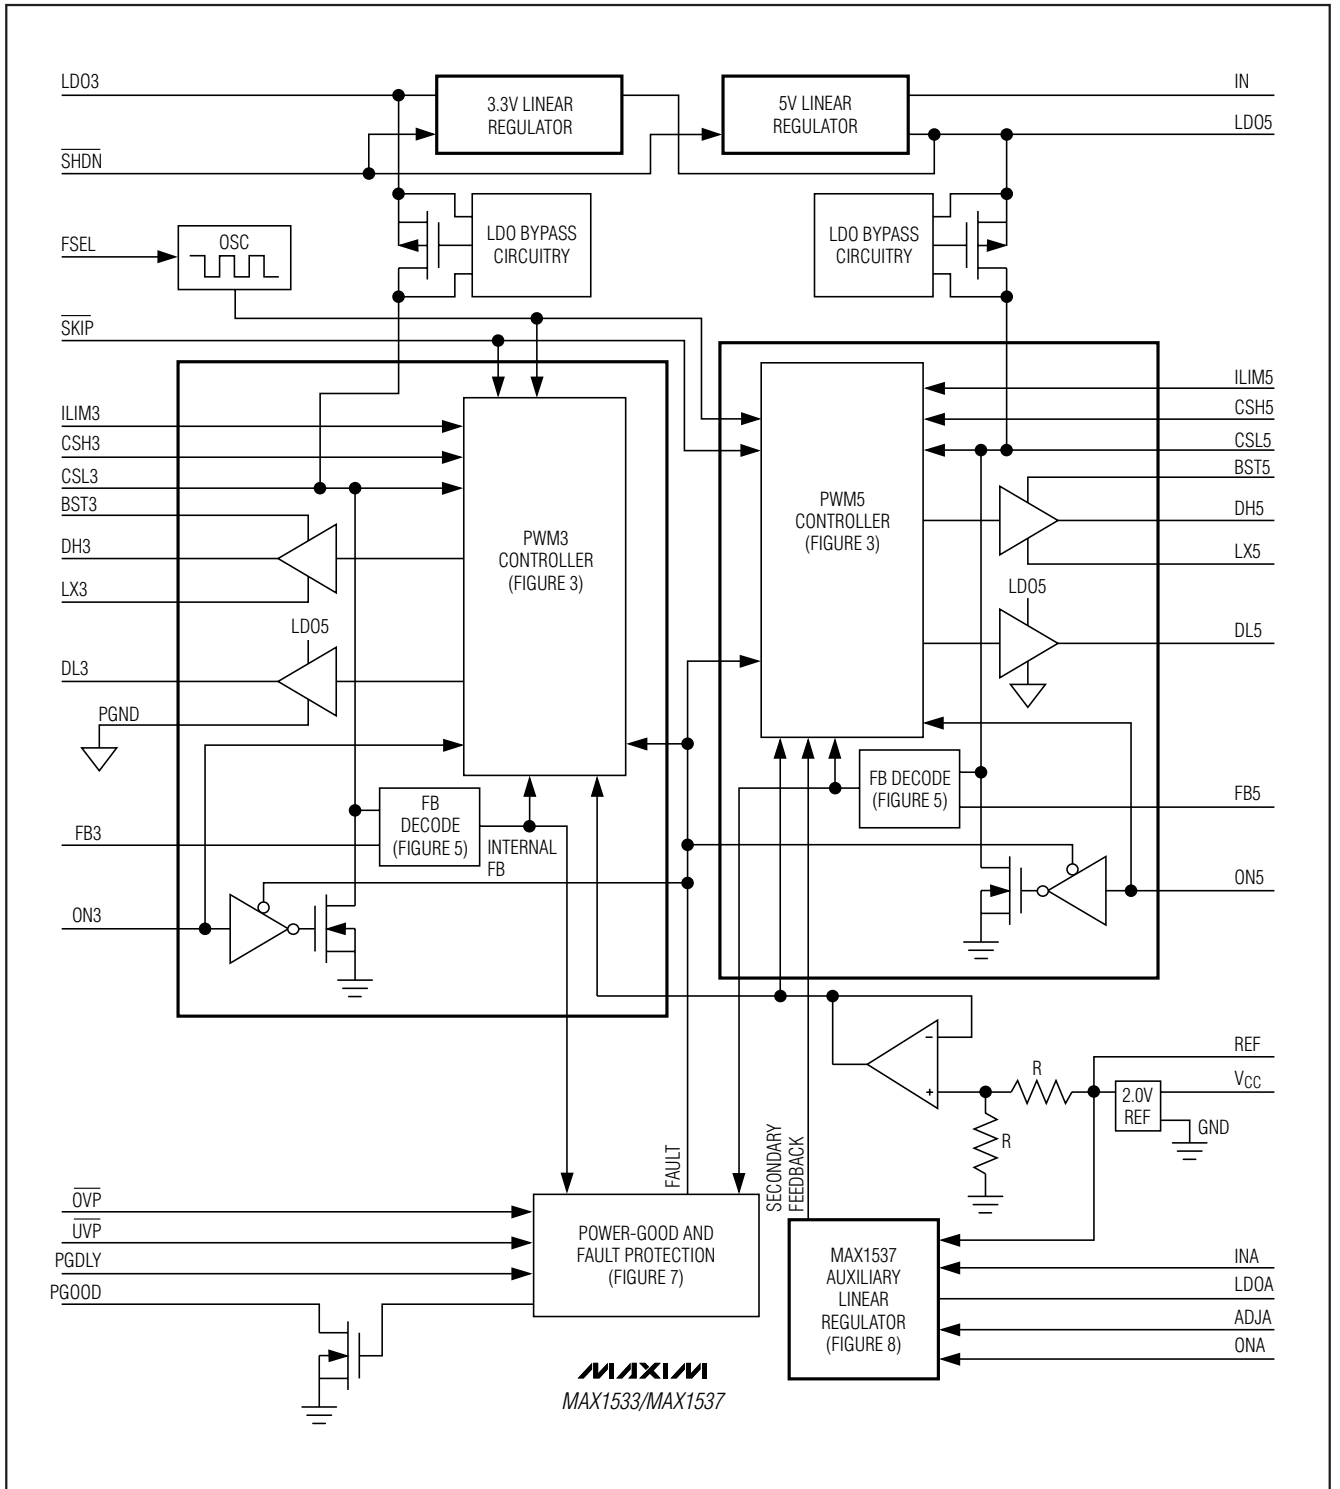 LDO3
3.3V LINEAR
REGULATOR
5V LINEAR
REGULATOR
IN
LDO5
SHDN
FSEL
OSC
LDO BYPASS
CIRCUITRY
LDO BYPASS
CIRCUITRY
SKIP
ILIM3
CSH3
CSL3
BST3
DH3
LX3
LDO5
DL3
PGND
PWM3
CONTROLLER
(FIGURE 3)
PWM5
CONTROLLER
(FIGURE 3)
ILIM5
CSH5
CSL5
BST5
DH5
LX5
LDO5
DL5
FB
DECODE
(FIGURE 5)
INTERNAL
FB
FB3
ON3
FB DECODE
(FIGURE 5)
FB5
ON5
REF
VCC
R
2.0V
REF
GND
R
-
+
FAULT
SECONDARY
FEEDBACK
OVP
UVP
PGDLY
PGOOD
POWER-GOOD AND
FAULT PROTECTION
(FIGURE 7)
MAX1537
AUXILIARY
LINEAR
REGULATOR
(FIGURE 8)
INA
LDOA
ADJA
ONA
MAXIM
MAX1533/MAX1537